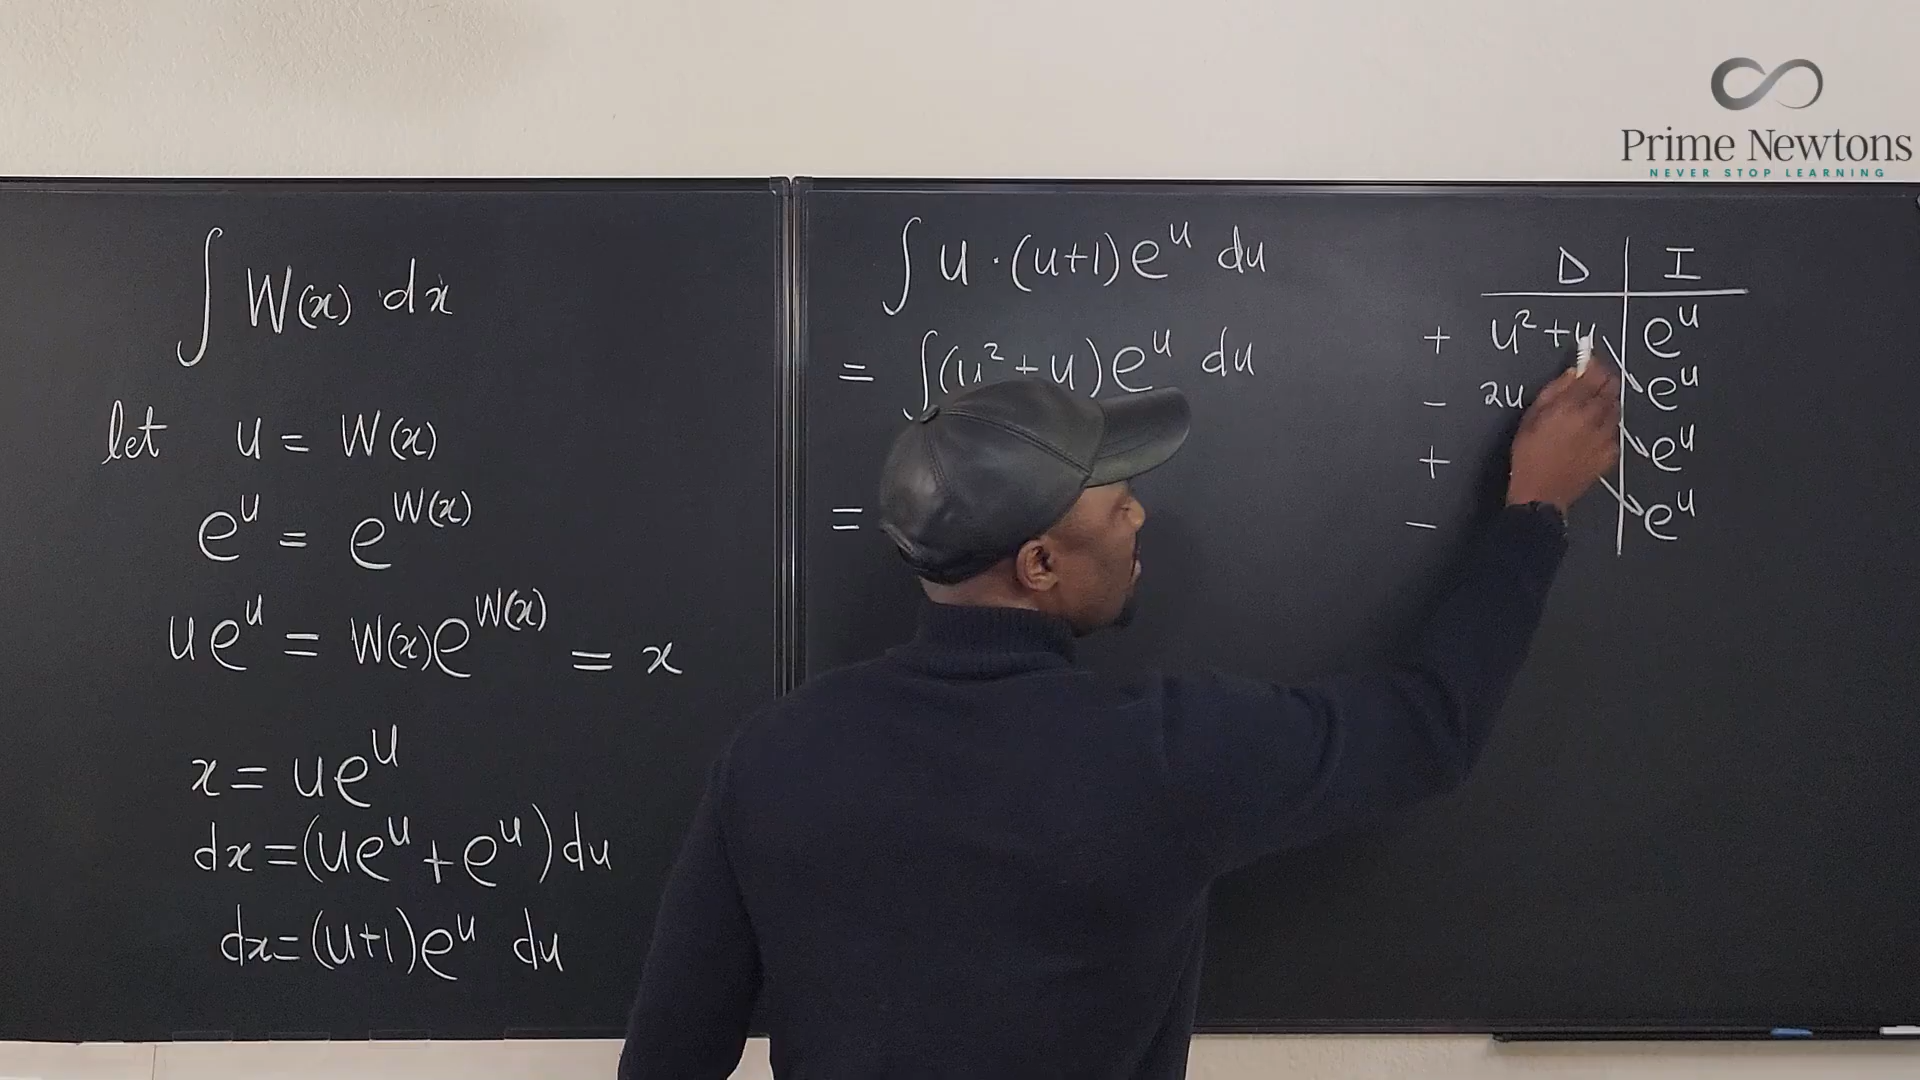 Prime Newtons
NEVER STOP LEARNING
∫ W(x) dx
let u = W(x)
e^u = e^W(x)
ue^u = W(x)e^W(x) = x
x = ue^u
dx = (ue^u + e^u) du
dx = (u+1)e^u du
∫ u · (u+1)e^u du
= ∫(u² + u)e^u du
=
D I
+ u² + u e^u
- 2u e^u
+ e^u
- e^u